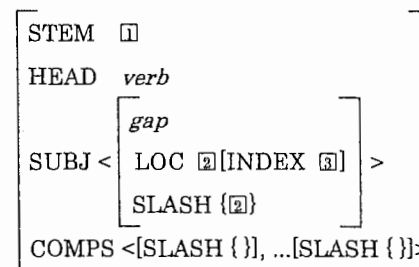 STEM 1
HEAD verb
gap
SUBJ < LOC 2[INDEX 3] >
SLASH {2}
COMPS <[SLASH { }], ...[SLASH { }]>